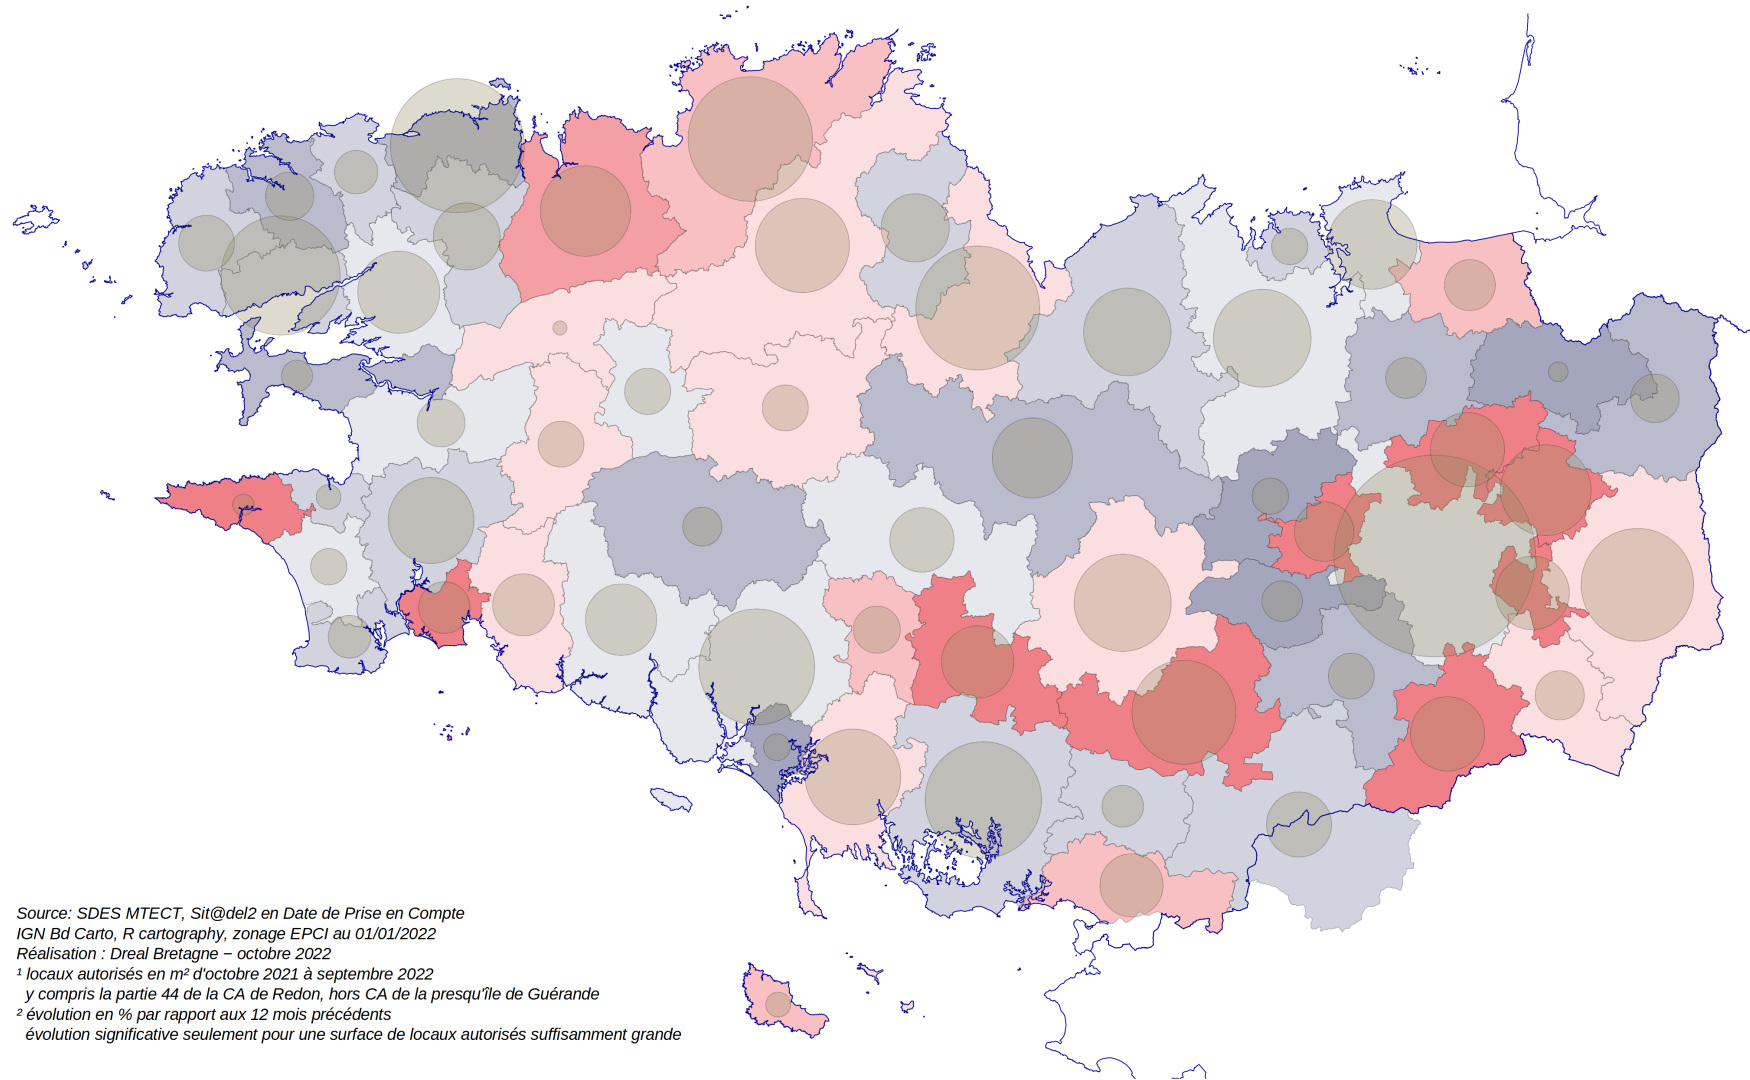 Source: SDES MTECT, Sit@del2 en Date de Prise en Compte
IGN Bd Carto, R cartography, zonage EPCI au 01/01/2022
Réalisation : Dreal Bretagne − octobre 2022
¹ locaux autorisés en m² d'octobre 2021 à septembre 2022
y compris la partie 44 de la CA de Redon, hors CA de la presqu'île de Guérande
² évolution en % par rapport aux 12 mois précédents
évolution significative seulement pour une surface de locaux autorisés suffisamment grande